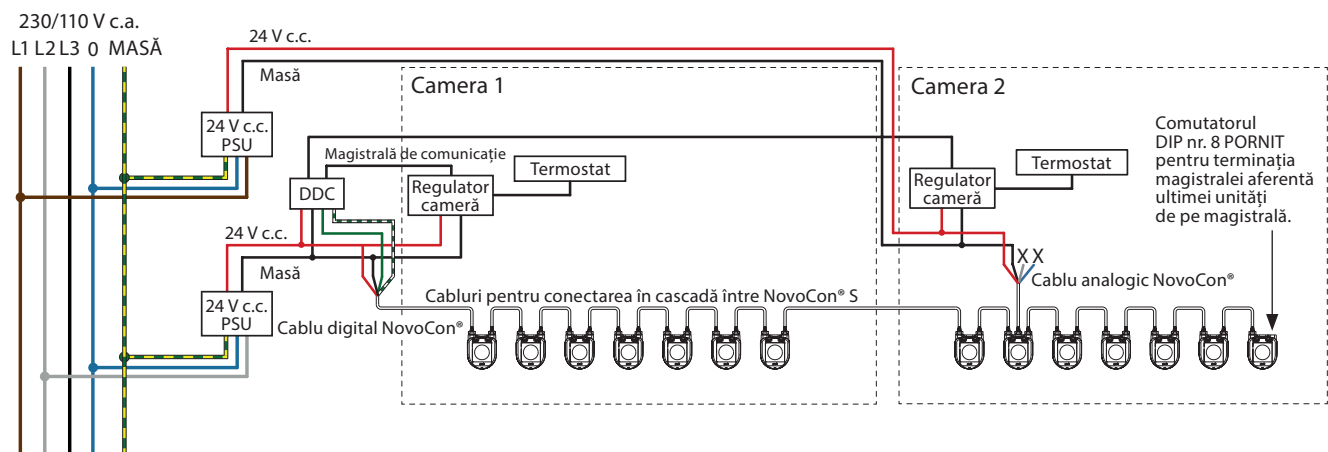 230/110 V c.a.
L1 L2 L3 0 MASĂ
24 V c.c.
Masă
24 V c.c.
PSU
Camera 1
Camera 2
Magistrală de comunicație
DDC
Regulator
cameră
Termostat
Regulator
cameră
Termostat
Comutatorul
DIP nr. 8 PORNIT
pentru terminația
magistralei aferentă
ultimei unități
de pe magistrală.
24 V c.c.
Masă
24 V c.c.
PSU
Cablu digital NovoCon®
Cabluri pentru conectarea în cascadă între NovoCon® S
X X
Cablu analogic NovoCon®